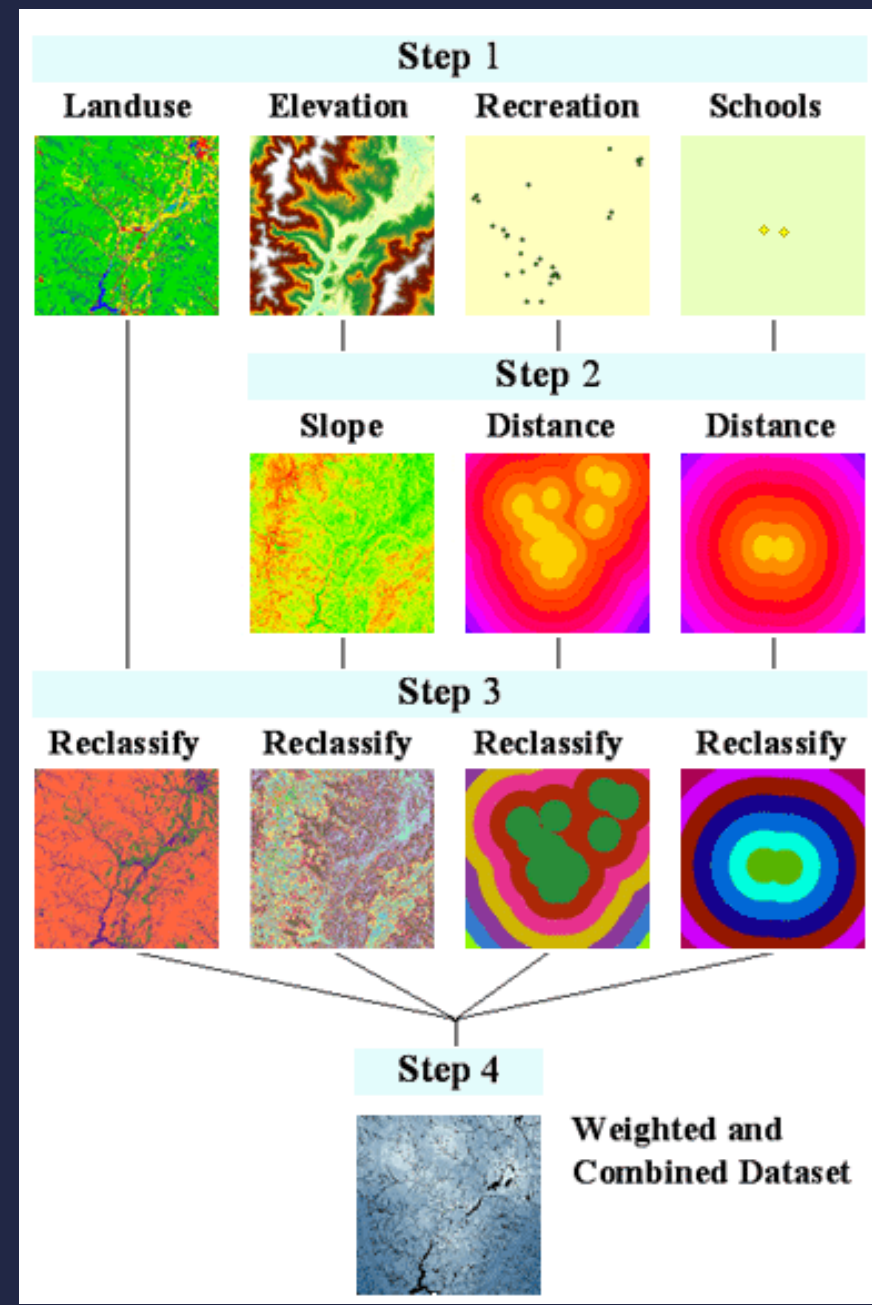 Step 1
Landuse Elevation Recreation Schools
Step 2
Slope Distance Distance
Step 3
Reclassify Reclassify Reclassify Reclassify
Step 4
Weighted and
Combined Dataset